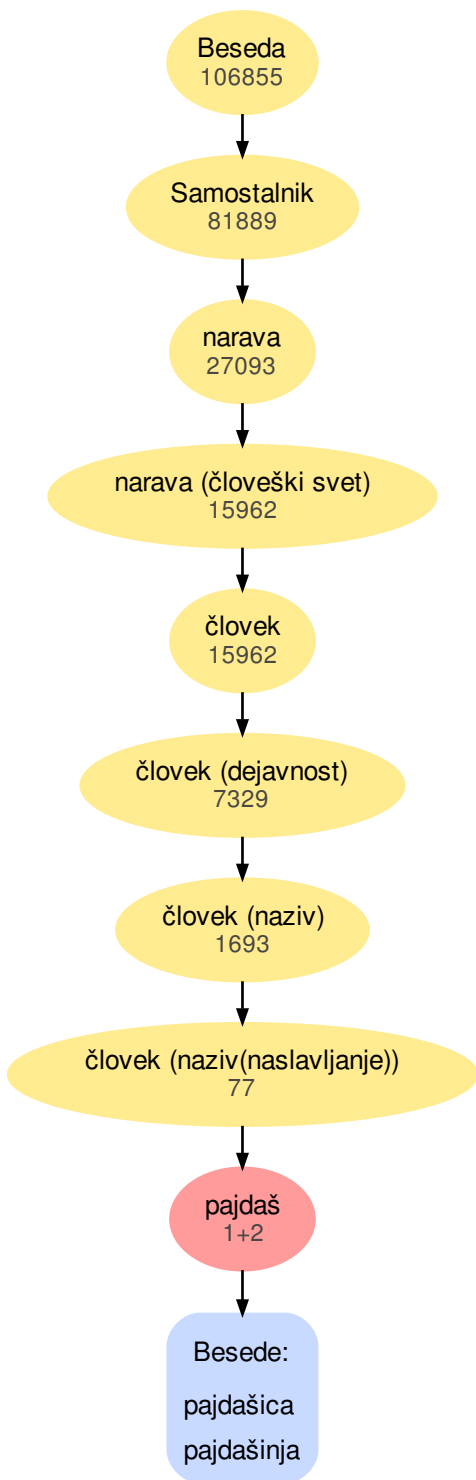 Beseda
106855
Samostalnik
81889
narava
27093
narava (človeški svet)
15962
človek
15962
človek (dejavnost)
7329
človek (naziv)
1693
človek (naziv(naslavljanje))
77
pajdaš
1+2
Besede:
pajdašica
pajdašinja